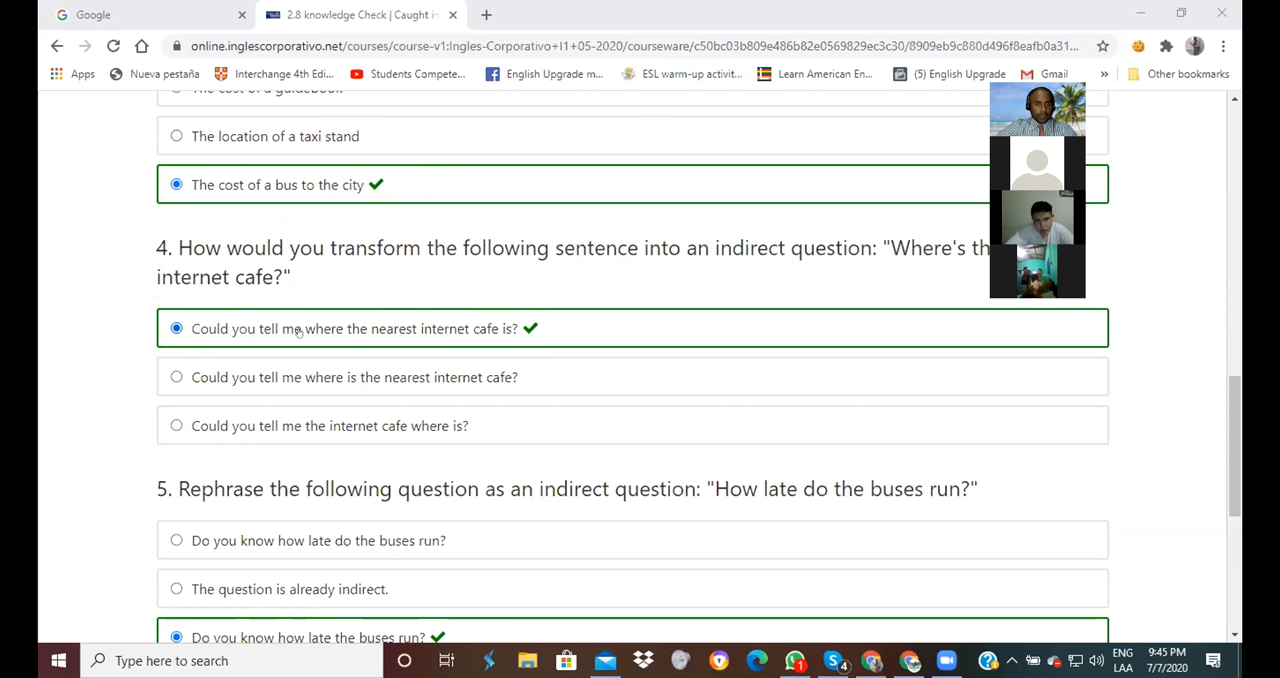 Google
2.8 knowledge Check | Caught in
online.inglescorporativo.net/courses/course-v1:Ingles-Corporativo+I1+05-2020/courseware/c50bc03b809e486b82e0569829ec3c30/8909eb9c880d496f8eafb0a31...
Apps
Nueva pestaña
Interchange 4th Edi...
Students Compete...
English Upgrade m...
ESL warm-up activit...
Learn American En...
(5) English Upgrade
Gmail
»
Other bookmarks
The cost of a guidebook
The location of a taxi stand
The cost of a bus to the city
4. How would you transform the following sentence into an indirect question: "Where's th
internet cafe?"
Could you tell me where the nearest internet cafe is?
Could you tell me where is the nearest internet cafe?
Could you tell me the internet cafe where is?
5. Rephrase the following question as an indirect question: "How late do the buses run?"
Do you know how late do the buses run?
The question is already indirect.
Do you know how late the buses run?
Type here to search
1
4
ENG
LAA
9:45 PM
7/7/2020